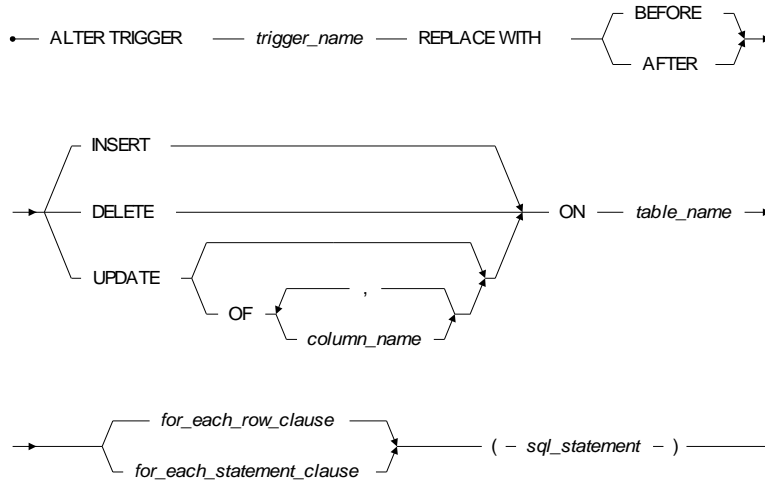 BEFORE
ALTER TRIGGER trigger_name REPLACE WITH
AFTER
INSERT
DELETE ON table_name
UPDATE
,
OF
column_name
for_each_row_clause
( sql_statement )
for_each_statement_clause